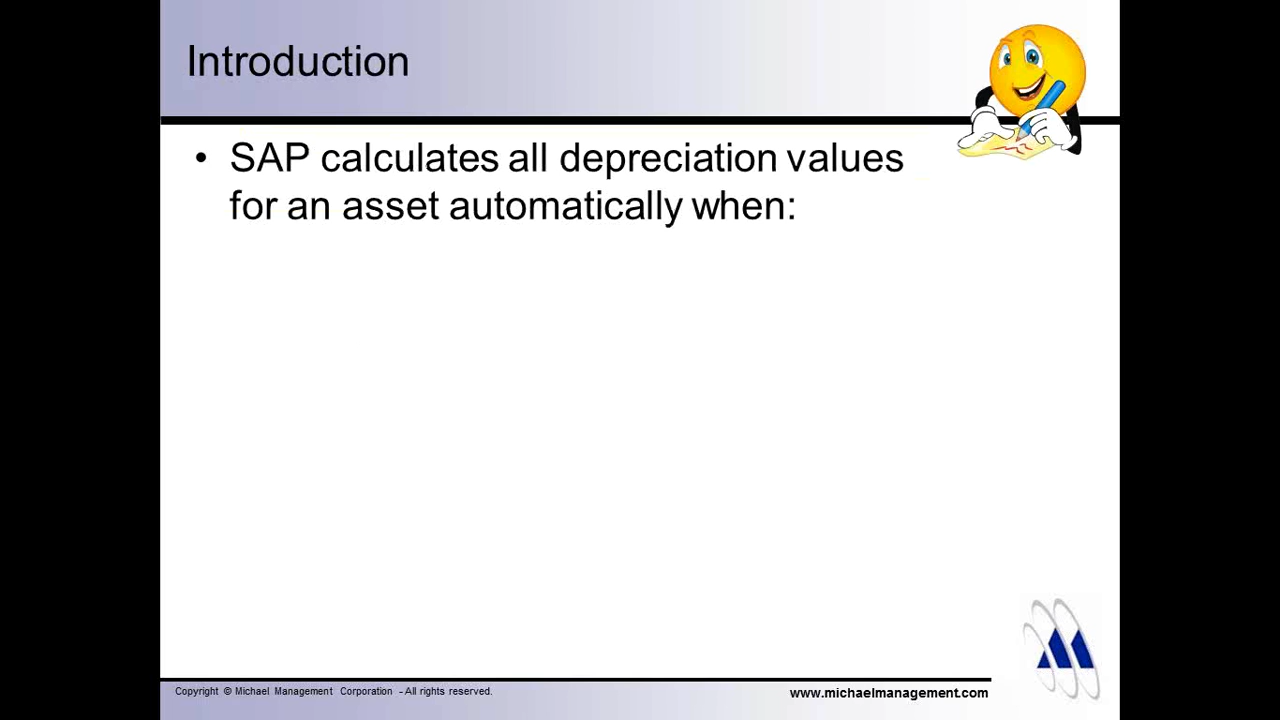 Introduction
• SAP calculates all depreciation values
for an asset automatically when:
Copyright © Michael Management Corporation - All rights reserved.
www.michaelmanagement.com